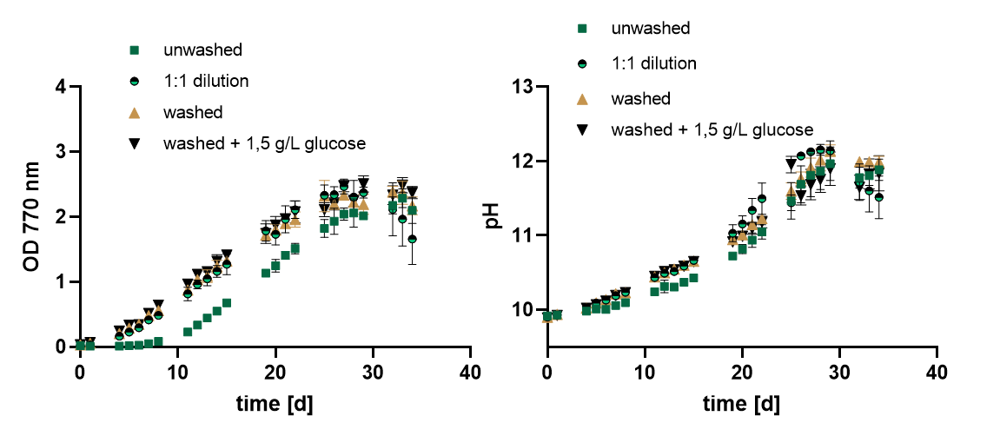 unwashed
1:1 dilution
washed
washed + 1,5 g/L glucose
4
3
2
1
0
OD 770 nm
0 10 20 30 40
time [d]
unwashed
1:1 dilution
washed
washed + 1,5 g/L glucose
13
12
11
10
pH
0 10 20 30 40
time [d]